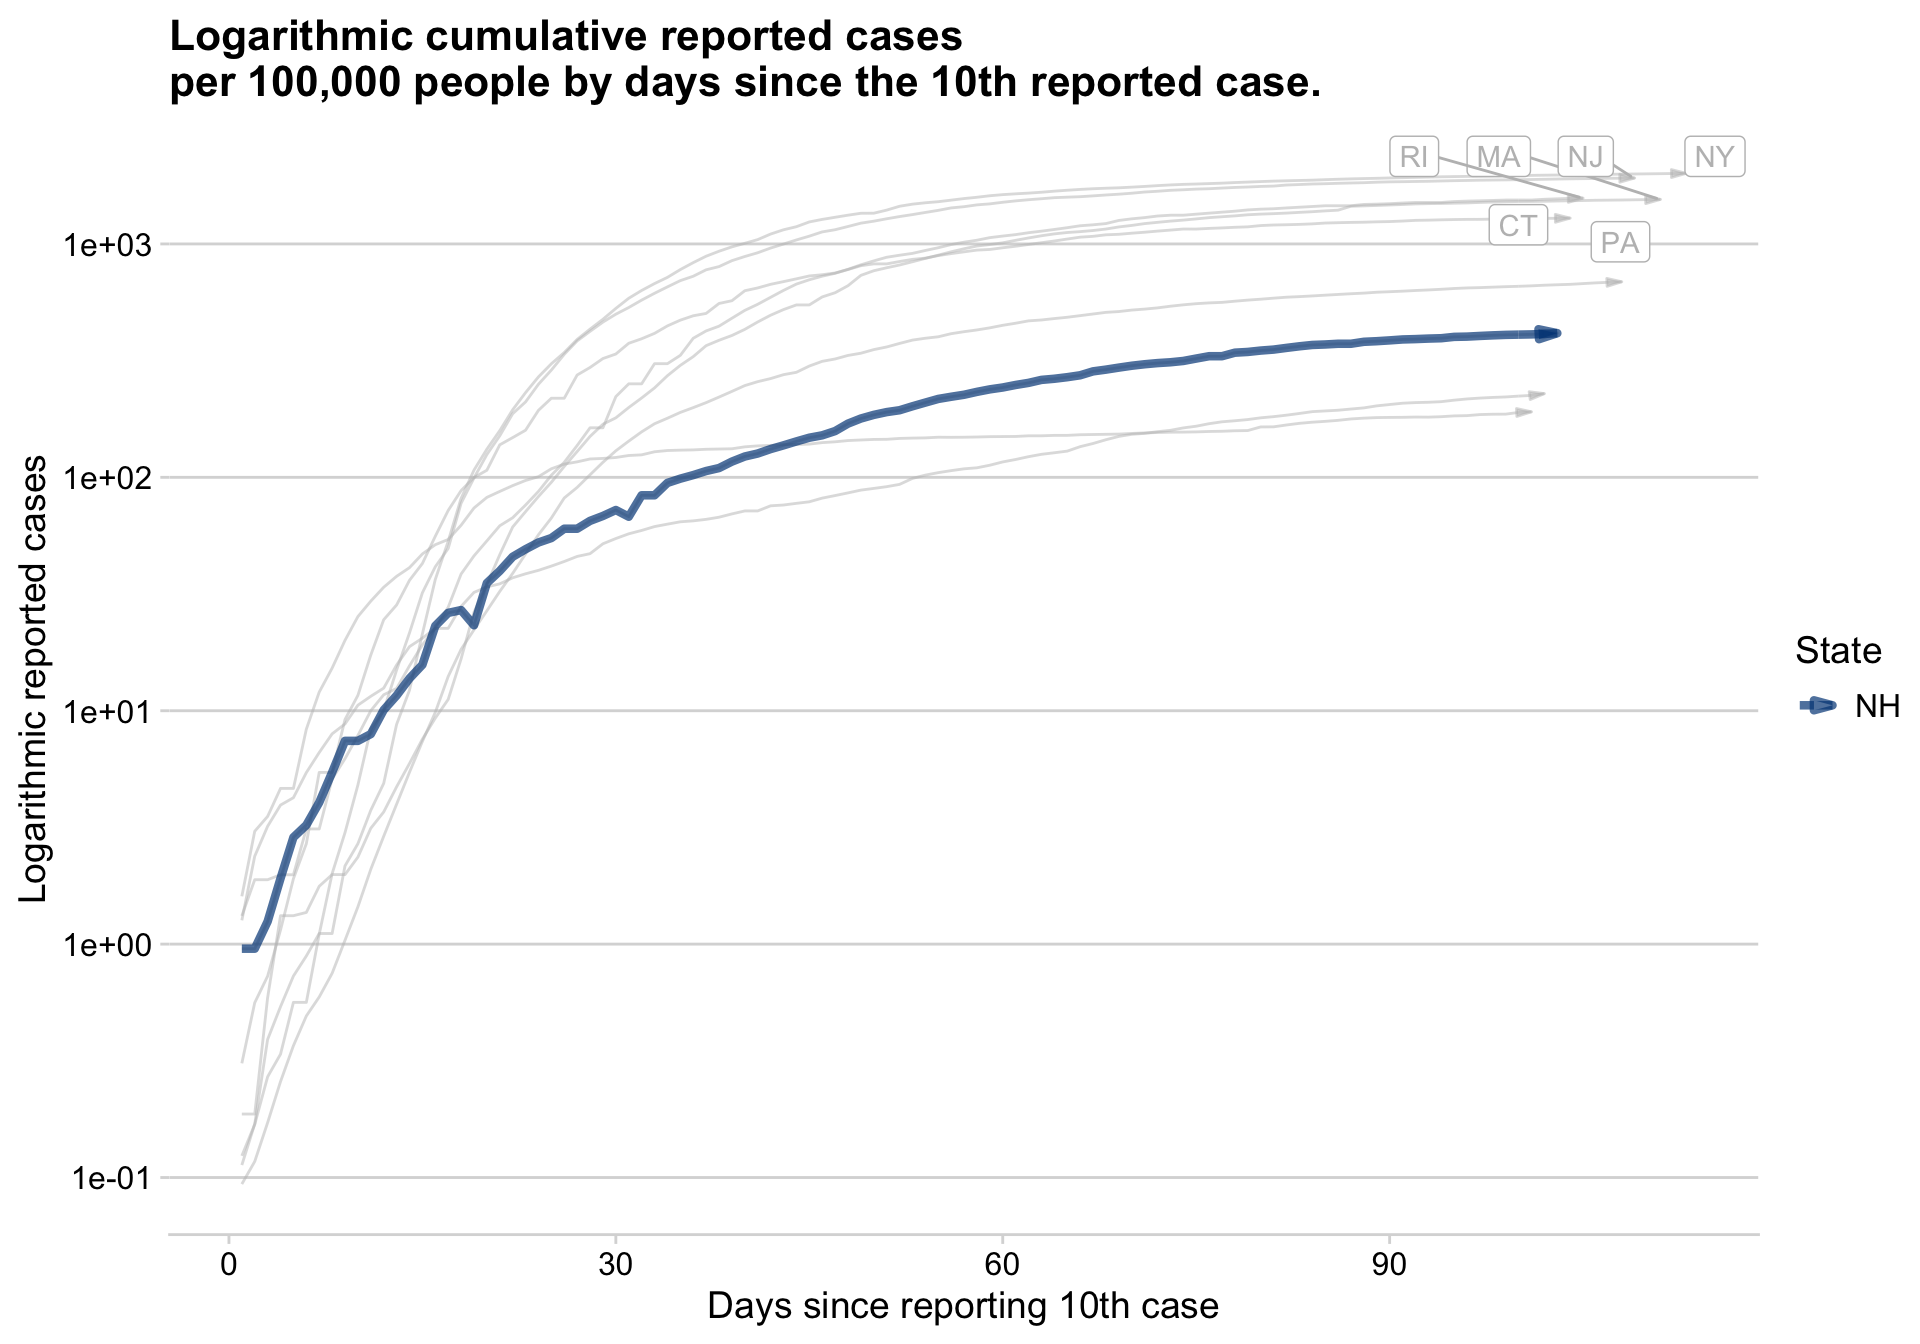 Logarithmic cumulative reported cases
per 100,000 people by days since the 10th reported case.
RI
MA
NJ
NY
CT
PA
1e+03
1e+02
1e+01
1e+00
1e-01
Logarithmic reported cases
State
NH
0
30
60
90
Days since reporting 10th case